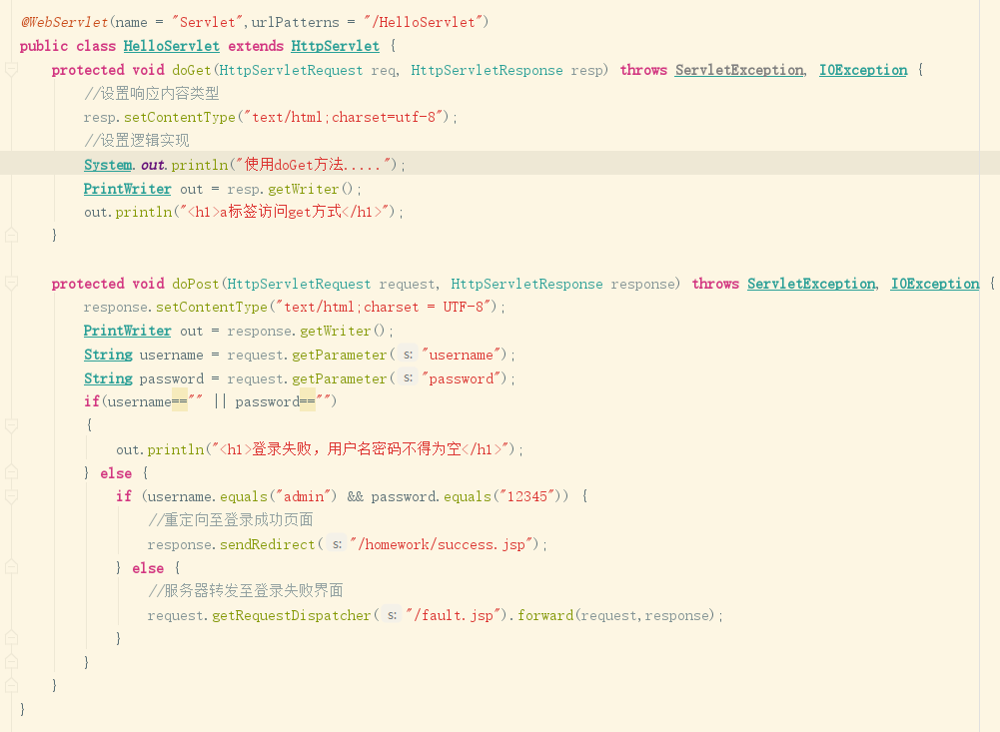 @WebServlet(name = "Servlet",urlPatterns = "/HelloServlet")
public class HelloServlet extends HttpServlet {
    protected void doGet(HttpServletRequest req, HttpServletResponse resp) throws ServletException, IOException {
        //设置响应内容类型
        resp.setContentType("text/html;charset=utf-8");
        //设置逻辑实现
        System.out.println("使用doGet方法.....");
        PrintWriter out = resp.getWriter();
        out.println("<h1>a标签访问get方式</h1>");
    }
    protected void doPost(HttpServletRequest request, HttpServletResponse response) throws ServletException, IOException {
        response.setContentType("text/html;charset = UTF-8");
        PrintWriter out = response.getWriter();
        String username = request.getParameter( s: "username");
        String password = request.getParameter( s: "password");
        if(username=="" || password=="")
        {
            out.println("<h1>登录失败，用户名密码不得为空</h1>");
        } else {
            if (username.equals("admin") && password.equals("12345")) {
                //重定向至登录成功页面
                response.sendRedirect( s: "/homework/success.jsp");
            } else {
                //服务器转发至登录失败界面
                request.getRequestDispatcher( s: "/fault.jsp").forward(request,response);
            }
        }
    }
}